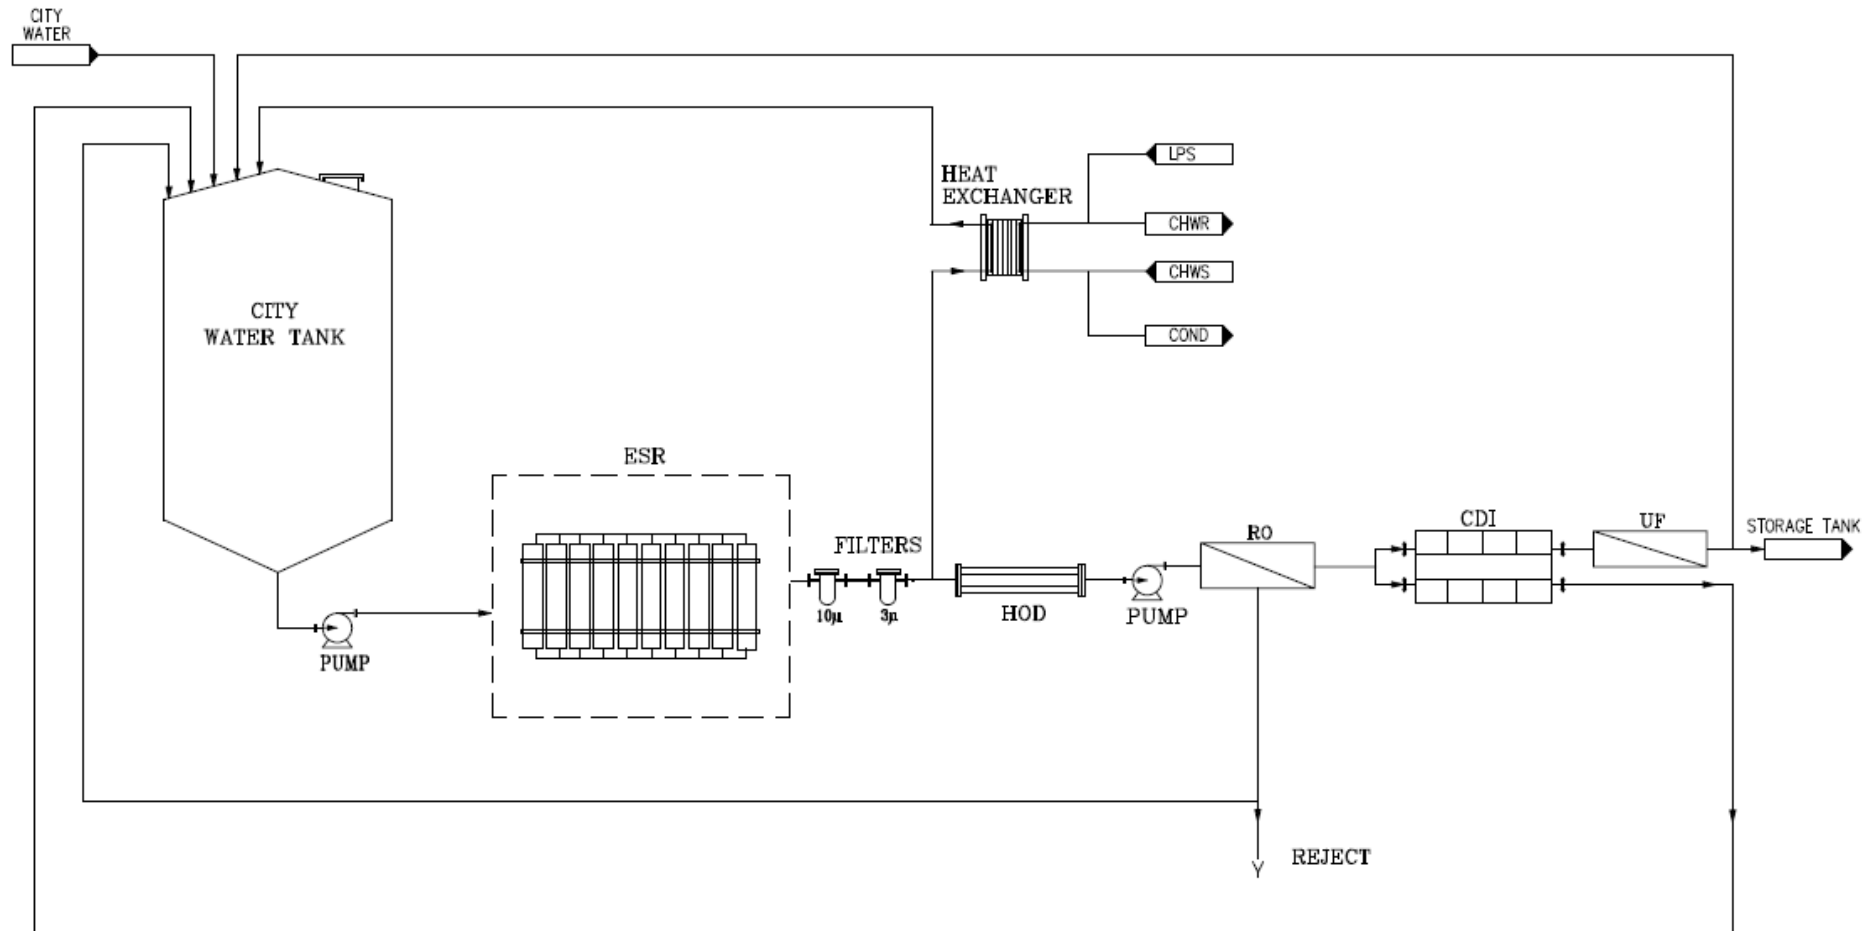 CITY
WATER
LPS
HEAT
EXCHANGER
CHWR
CHWS
CITY
WATER TANK
COND
ESR
FILTERS
RO
CDI
UF
STORAGE TANK
10μ
3μ
HOD
PUMP
PUMP
REJECT